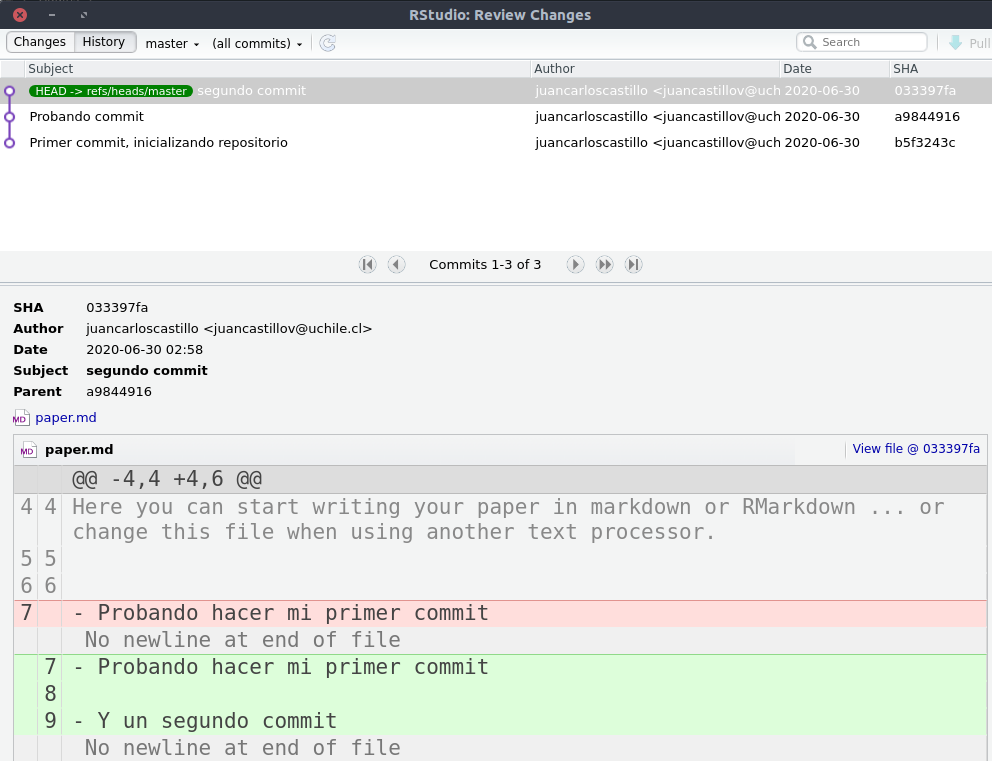 RStudio: Review Changes
Changes History master (all commits) Search Pull
Subject Author Date SHA
HEAD -> refs/heads/master segundo commit juancarloscastillo <juancastillov@uch 2020-06-30 033397fa
Probando commit juancarloscastillo <juancastillov@uch 2020-06-30 a9844916
Primer commit, inicializando repositorio juancarloscastillo <juancastillov@uch 2020-06-30 b5f3243c
Commits 1-3 of 3
SHA 033397fa
Author juancarloscastillo <juancastillov@uchile.cl>
Date 2020-06-30 02:58
Subject segundo commit
Parent a9844916
MD paper.md
MD paper.md View file @ 033397fa
@@ -4,4 +4,6 @@
4 4 Here you can start writing your paper in markdown or RMarkdown ... or
change this file when using another text processor.
5 5
6 6
7 - Probando hacer mi primer commit
No newline at end of file
7 - Probando hacer mi primer commit
8
9 - Y un segundo commit
No newline at end of file